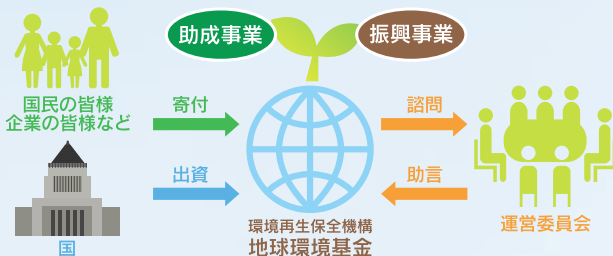 助成事業
振興事業
国民の皆様
企業の皆様など
寄付
諮問
出資
助言
国
環境再生保全機構
地球環境基金
運営委員会